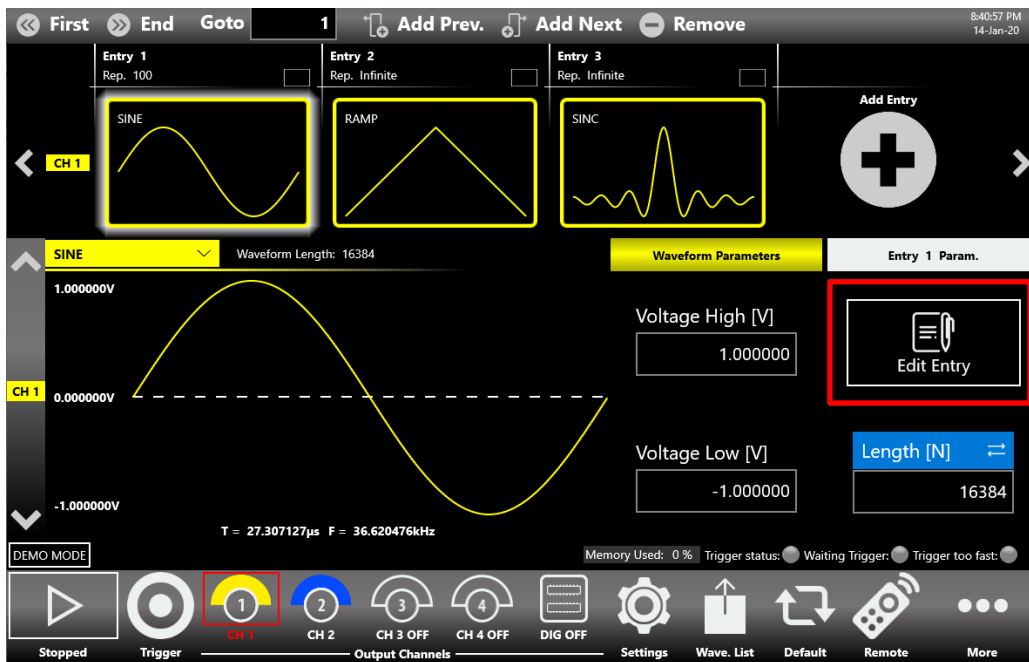 First End Goto 1 Add Prev. Add Next Remove
8:40:57 PM
14-Jan-20
Entry 1
Rep. 100
Entry 2
Rep. Infinite
Entry 3
Rep. Infinite
Add Entry
CH 1
SINE
RAMP
SINC
SINE
Waveform Length: 16384
Waveform Parameters
Entry 1 Param.
1.000000V
Voltage High [V]
1.000000
Edit Entry
CH 1
0.000000V
Voltage Low [V]
-1.000000
Length [N]
16384
-1.000000V
T = 27.307127µs F = 36.620476kHz
DEMO MODE
Memory Used: 0 % Trigger status: Waiting Trigger: Trigger too fast:
1
2
3
4
CH 1
CH 2
CH 3 OFF
CH 4 OFF
DIG OFF
Stopped
Trigger
Output Channels
Settings
Wave. List
Default
Remote
More